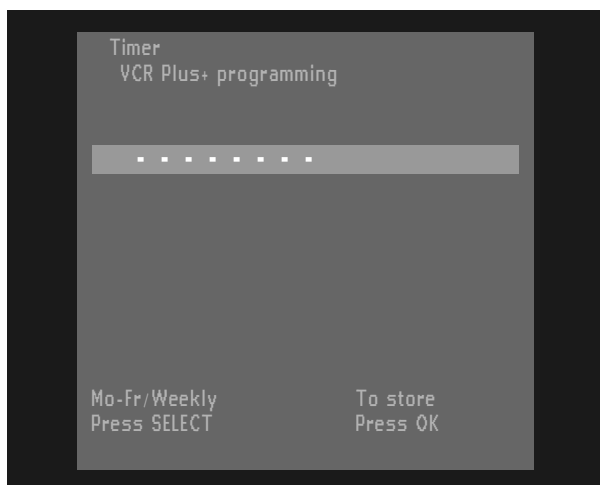 Timer
VCR Plus+ programming
- - - - - - - -
Mo-Fr/Weekly To store
Press SELECT Press OK